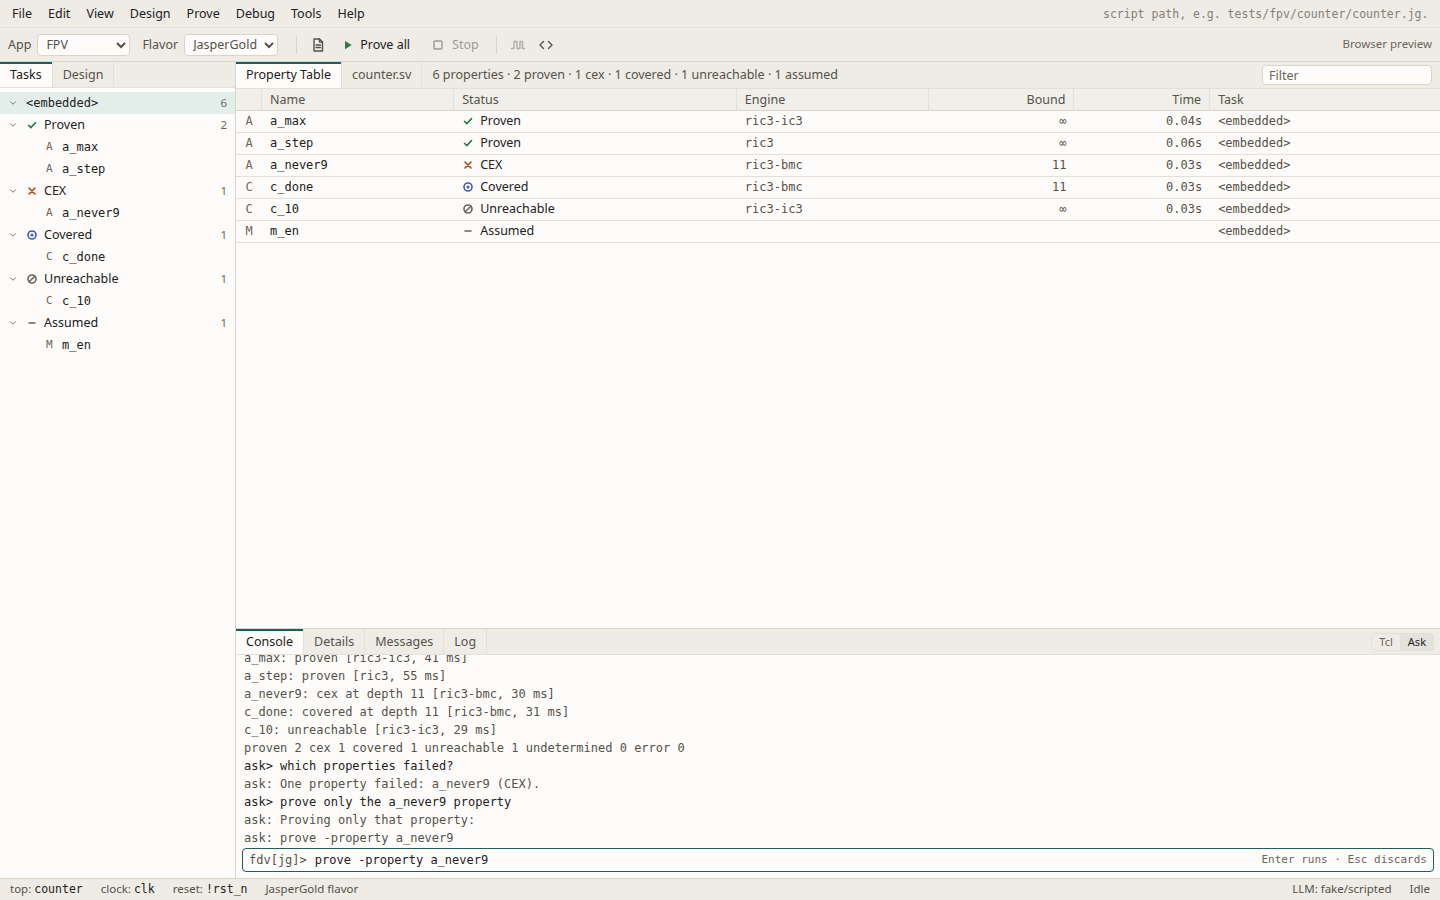 File Edit View Design Prove Debug Tools Help script path, e.g. tests/fpv/counter/counter.jg.
App FPV Flavor JasperGold Prove all Stop Browser preview
Tasks Design Property Table counter.sv 6 properties · 2 proven · 1 cex · 1 covered · 1 unreachable · 1 assumed Filter
<embedded> 6
Proven 2
A a_max
A a_step
CEX 1
A a_never9
Covered 1
C c_done
Unreachable 1
C c_10
Assumed 1
M m_en
Name Status Engine Bound Time Task
A a_max Proven ric3-ic3 ∞ 0.04s <embedded>
A a_step Proven ric3 ∞ 0.06s <embedded>
A a_never9 CEX ric3-bmc 11 0.03s <embedded>
C c_done Covered ric3-bmc 11 0.03s <embedded>
C c_10 Unreachable ric3-ic3 ∞ 0.03s <embedded>
M m_en Assumed <embedded>
Console Details Messages Log Tcl Ask
a_max: proven [ric3-ic3, 41 ms]
a_step: proven [ric3, 55 ms]
a_never9: cex at depth 11 [ric3-bmc, 30 ms]
c_done: covered at depth 11 [ric3-bmc, 31 ms]
c_10: unreachable [ric3-ic3, 29 ms]
proven 2 cex 1 covered 1 unreachable 1 undetermined 0 error 0
ask> which properties failed?
ask: One property failed: a_never9 (CEX).
ask> prove only the a_never9 property
ask: Proving only that property:
ask: prove -property a_never9
fdv[jg]> prove -property a_never9 Enter runs · Esc discards
top: counter clock: clk reset: !rst_n JasperGold flavor LLM: fake/scripted Idle